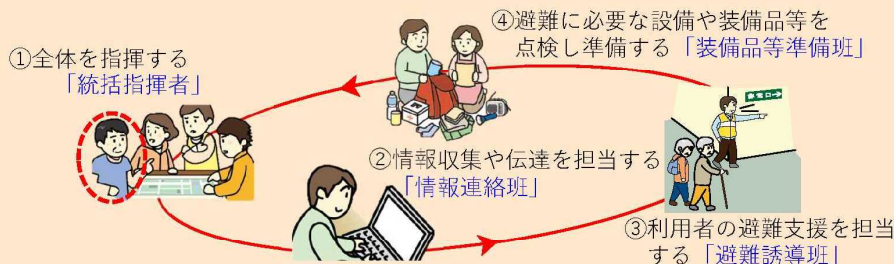 ①全体を指揮する
「統括指揮者」
②情報収集や伝達を担当する
「情報連絡班」
③利用者の避難支援を担当
する「避難誘導班」
④避難に必要な設備や装備品等を
点検し準備する「装備品等準備班」
非常口→